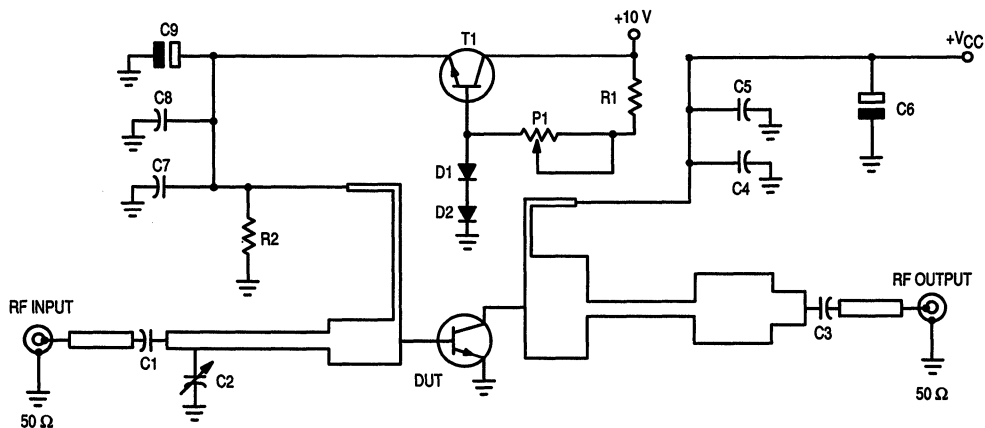 C9
T1
+10 V
+VCC
C8
R1
C5
C6
P1
C7
D1
C4
D2
R2
RF INPUT
RF OUTPUT
C1
C3
C2
DUT
50 Ω
50 Ω